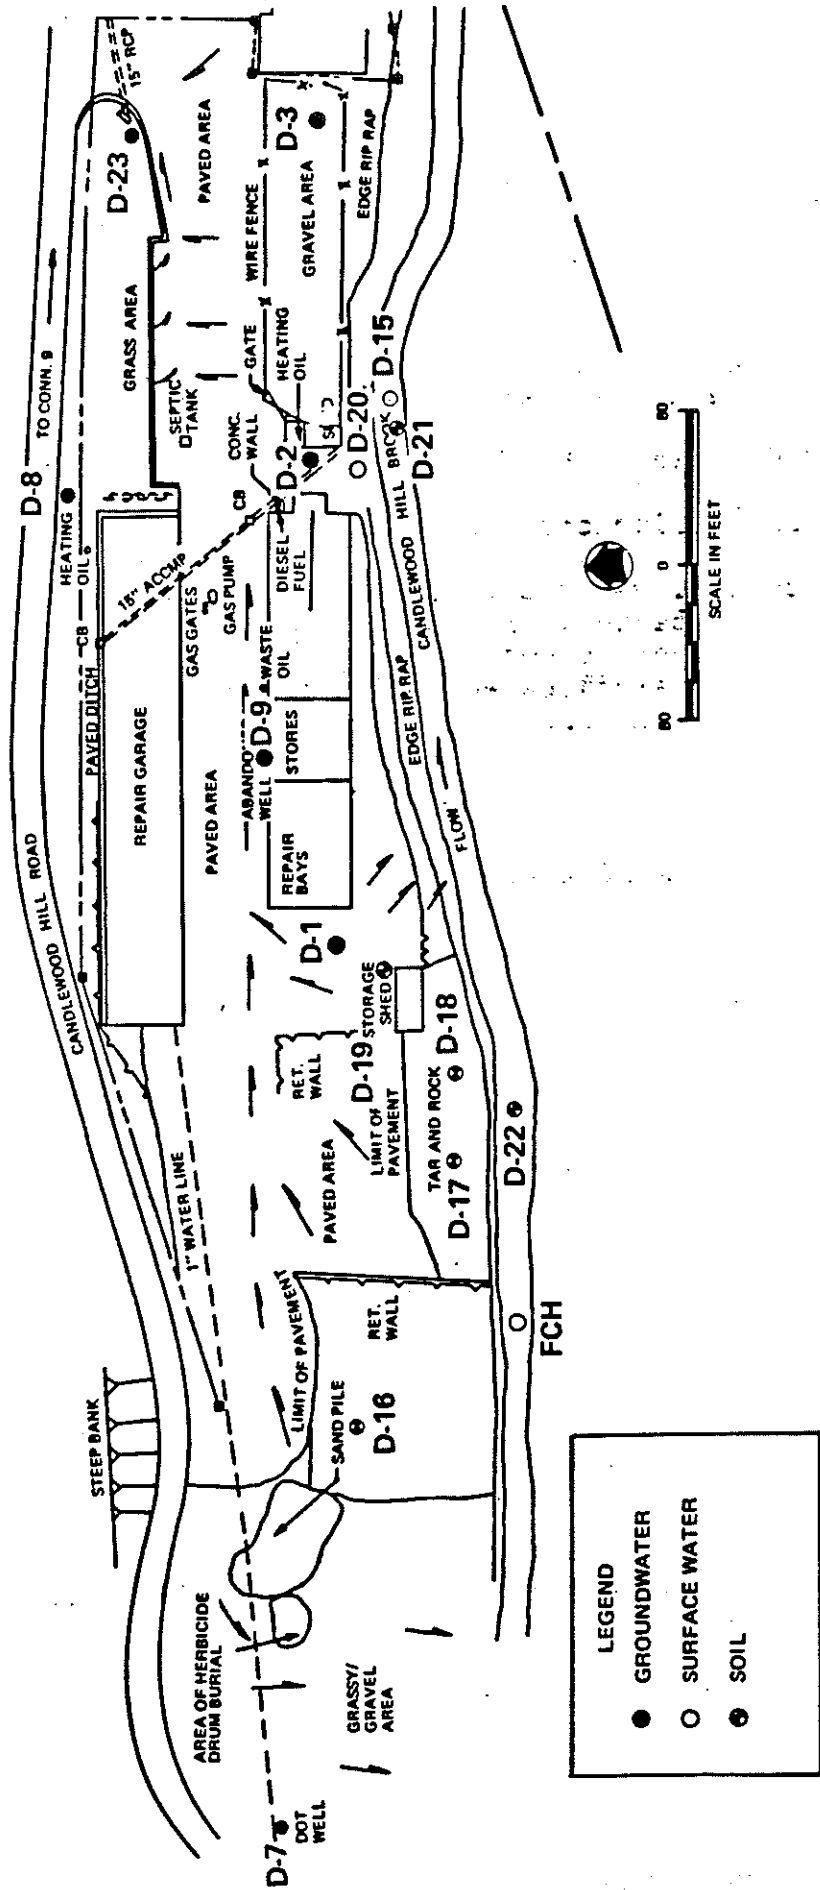 STEEP BANK
CANDLEWOOD HILL ROAD
D-8
TO CONN. 9
15" RCP
D-23
HEATING
OIL
PAVED DITCH
CB
15" ACCMP
REPAIR GARAGE
GRASS AREA
SEPTIC
TANK
PAVED AREA
1" WATER LINE
AREA OF HERBICIDE
DRUM BURIAL
D-7
DOT
WELL
GRASSY/
GRAVEL
AREA
SAND PILE
D-16
LIMIT OF PAVEMENT
RET.
WALL
PAVED AREA
RET.
WALL
LIMIT OF
PAVEMENT
D-19
STORAGE
SHED
TAR AND ROCK
D-17
D-18
D-22
FCH
D-1
PAVED AREA
WELL
D-9
WASTE
OIL
REPAIR
BAYS
STORES
GAS GATES
GAS PUMP
DIESEL
FUEL
CB
CONC.
WALL
D-2
GATE
HEATING
OIL
WIRE FENCE
GRAVEL AREA
D-3
EDGE RIP RAP
D-20
D-15
D-21
EDGE RIP RAP
CANDLEWOOD HILL BROOK
FLOW
80 0 80
SCALE IN FEET
LEGEND
GROUNDWATER
SURFACE WATER
SOIL